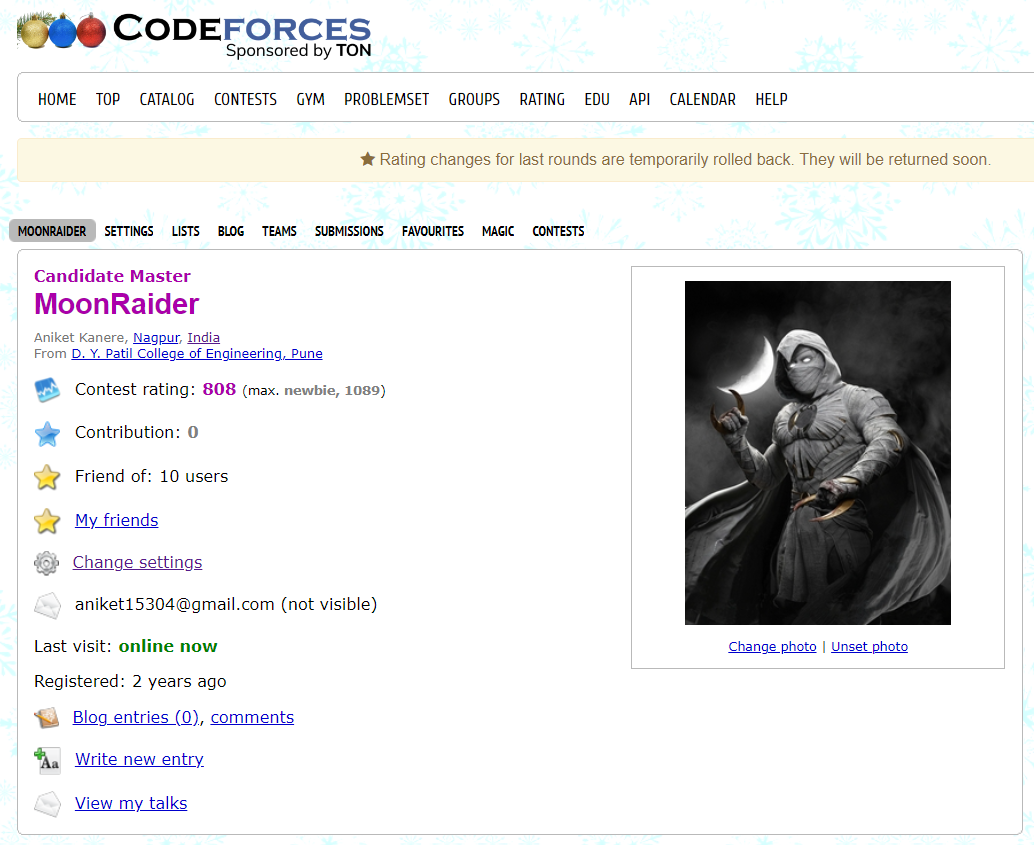 CODEFORCES
Sponsored by TON
HOME TOP CATALOG CONTESTS GYM PROBLEMSET GROUPS RATING EDU API CALENDAR HELP
Rating changes for last rounds are temporarily rolled back. They will be returned soon.
MOONRAIDER SETTINGS LISTS BLOG TEAMS SUBMISSIONS FAVOURITES MAGIC CONTESTS
Candidate Master
MoonRaider
Aniket Kanere, Nagpur, India
From D. Y. Patil College of Engineering, Pune
Contest rating: 808 (max. newbie, 1089)
Contribution: 0
Friend of: 10 users
My friends
Change settings
aniket15304@gmail.com (not visible)
Last visit: online now
Registered: 2 years ago
Blog entries (0), comments
Aa Write new entry
View my talks
Change photo | Unset photo